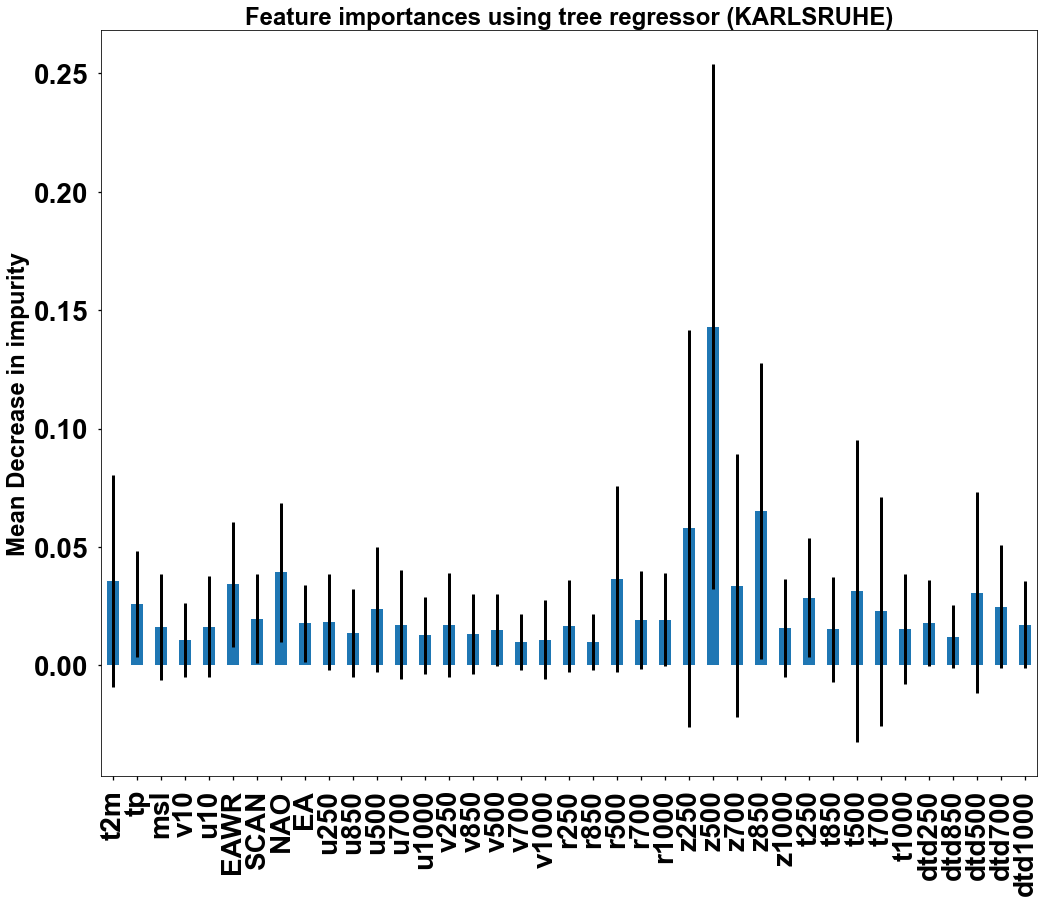 Feature importances using tree regressor (KARLSRUHE)
Mean Decrease in impurity
0.25
0.20
0.15
0.10
0.05
0.00
t2m
tp
msl
v10
u10
EAWR
SCAN
NAO
EA
u250
u850
u500
u700
u1000
v250
v850
v500
v700
v1000
r250
r850
r500
r700
r1000
z250
z500
z700
z850
z1000
t250
t850
t500
t700
t1000
dtd250
dtd850
dtd500
dtd700
dtd1000